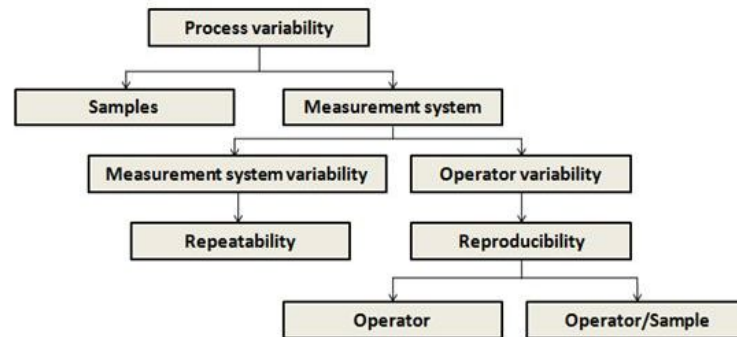 Process variability
Samples
Measurement system
Measurement system variability
Operator variability
Repeatability
Reproducibility
Operator
Operator/Sample